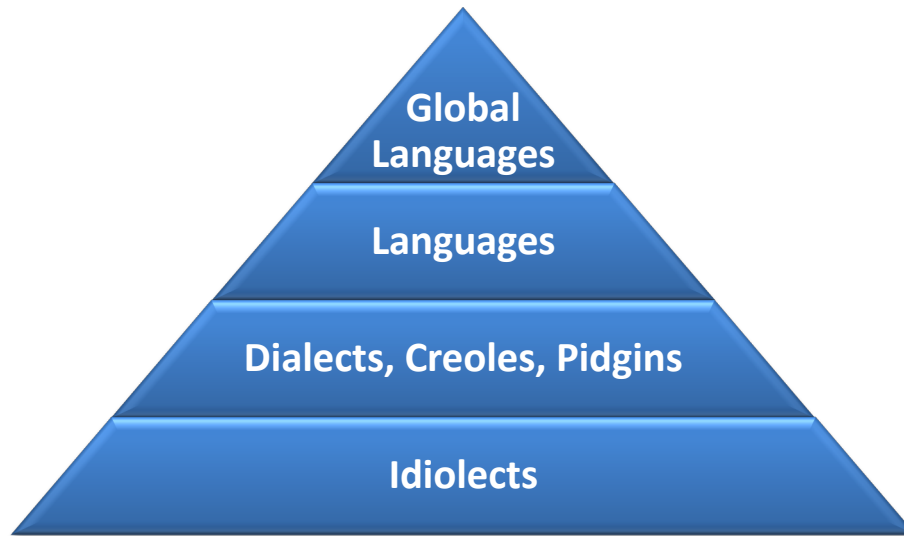 Global
Languages
Languages
Dialects, Creoles, Pidgins
Idiolects